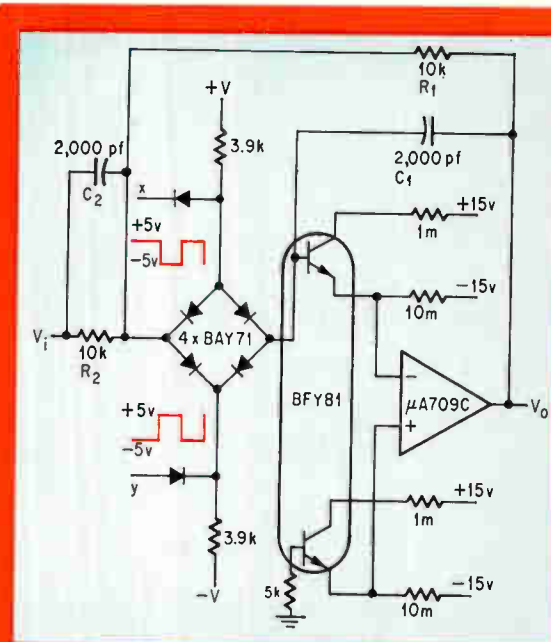 10k
R1
+V
2,000 pf
C2
3.9k
2,000 pf
C1
x
+15v
1m
+5v
-5v
-15v
10m
Vi
10k
R2
4 x BAY71
BFY81
-
+
μA709C
Vo
+5v
-5v
y
+15v
1m
3.9k
5k
-15v
10m
-V